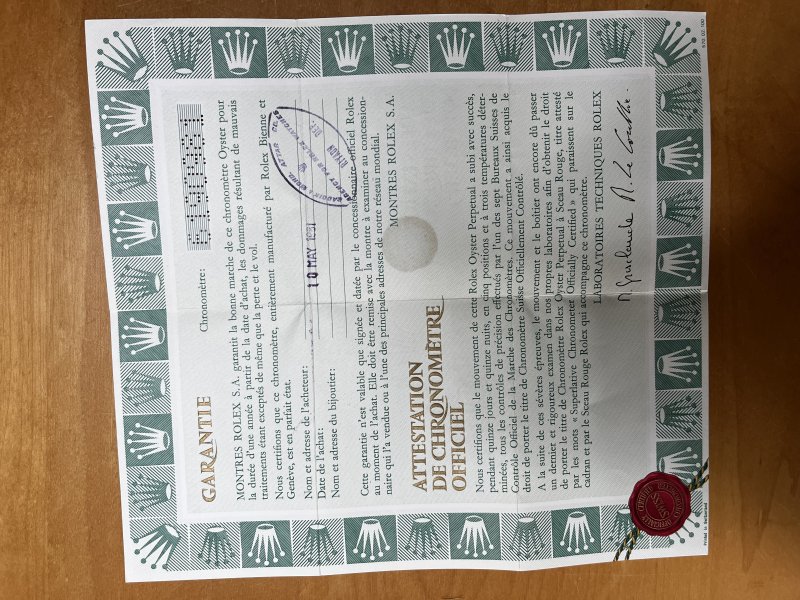 570.02.100
Chronomètre:
GARANTIE
MONTRES ROLEX S.A. garantit la bonne marche de ce chronomètre Oyster pour
la durée d'une année à partir de la date d'achat, les dommages résultant de mauvais
traitements étant exceptés de même que la perte et le vol.
Nous certifions que ce chronomètre, entièrement manufacturé par Rolex Bienne et
Genève, est en parfait état.
Nom et adresse de l'acheteur:
Date de l'achat: 10 MAY 1981
Nom et adresse du bijoutier:
Cette garantie n'est valable que signée et datée par le concessionnaire officiel Rolex
au moment de l'achat. Elle doit être remise avec la montre à examiner au concession-
naire qui l'a vendue ou à l'une des principales adresses de notre réseau mondial.
MONTRES ROLEX S.A.
ATTESTATION
DE CHRONOMÈTRE
OFFICIEL
Nous certifions que le mouvement de cette Rolex Oyster Perpetual a subi avec succès,
pendant quinze jours et quinze nuits, en cinq positions et à trois températures déter-
minées, tous les contrôles de précision effectués par l'un des sept Bureaux Suisses de
Contrôle Officiel de la Marche des Chronomètres. Ce mouvement a ainsi acquis le
droit de porter le titre de Chronomètre Suisse Officiellement Contrôlé.
A la suite de ces sévères épreuves, le mouvement et le boîtier ont encore dû passer
un dernier et rigoureux examen dans nos propres laboratoires afin d'obtenir le droit
de porter le titre de Chronomètre Rolex Oyster Perpetual à Sceau Rouge, titre attesté
par les mots « Superlative Chronometer Officially Certified » qui paraissent sur le
cadran et par le Sceau Rouge Rolex qui accompagne ce chronomètre.
LABORATOIRES TECHNIQUES ROLEX
Printed in Switzerland